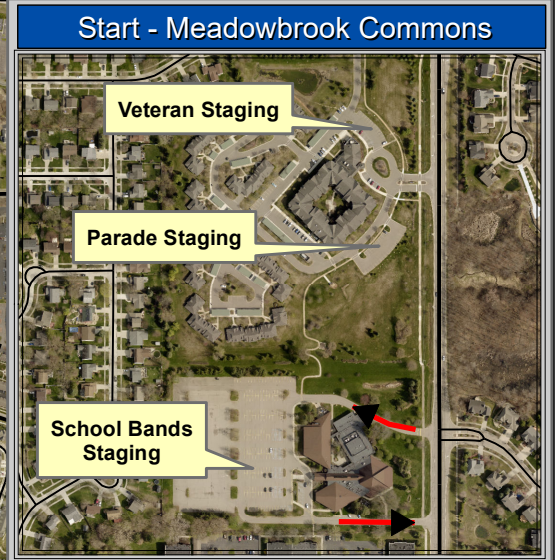 Start - Meadowbrook Commons
Veteran Staging
Parade Staging
School Bands
Staging